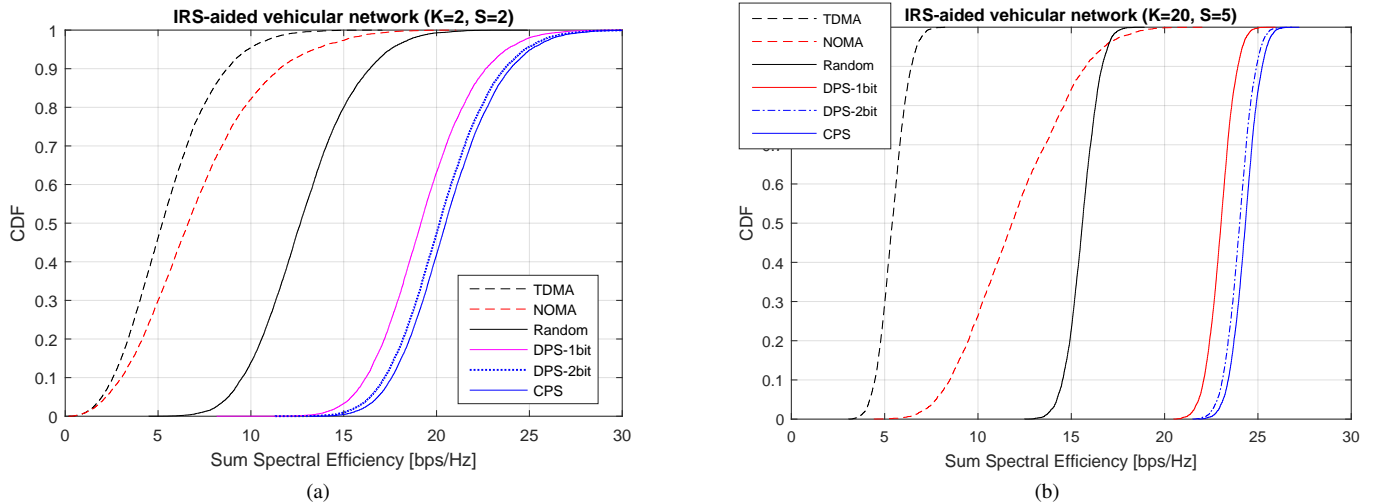 IRS-aided vehicular network (K=2, S=2)
1
0.9
0.8
0.7
0.6
0.5
0.4
0.3
0.2
0.1
0
CDF
TDMA
NOMA
Random
DPS-1bit
DPS-2bit
CPS
0 5 10 15 20 25 30
Sum Spectral Efficiency [bps/Hz]
(a)
IRS-aided vehicular network (K=20, S=5)
TDMA
NOMA
Random
DPS-1bit
DPS-2bit
CPS
0.6
0.5
0.4
0.3
0.2
0.1
0
CDF
0 5 10 15 20 25 30
Sum Spectral Efficiency [bps/Hz]
(b)